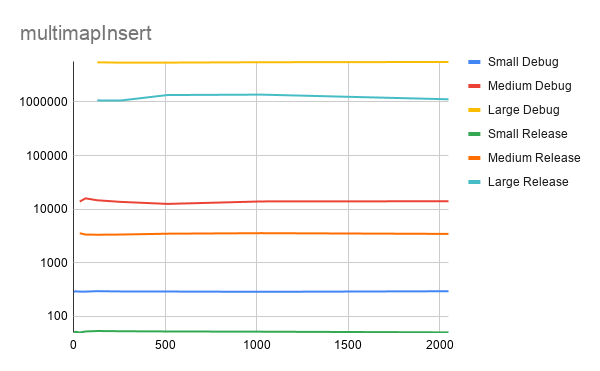 multimapInsert
Small Debug
Medium Debug
Large Debug
Small Release
Medium Release
Large Release
1000000
100000
10000
1000
100
0 500 1000 1500 2000